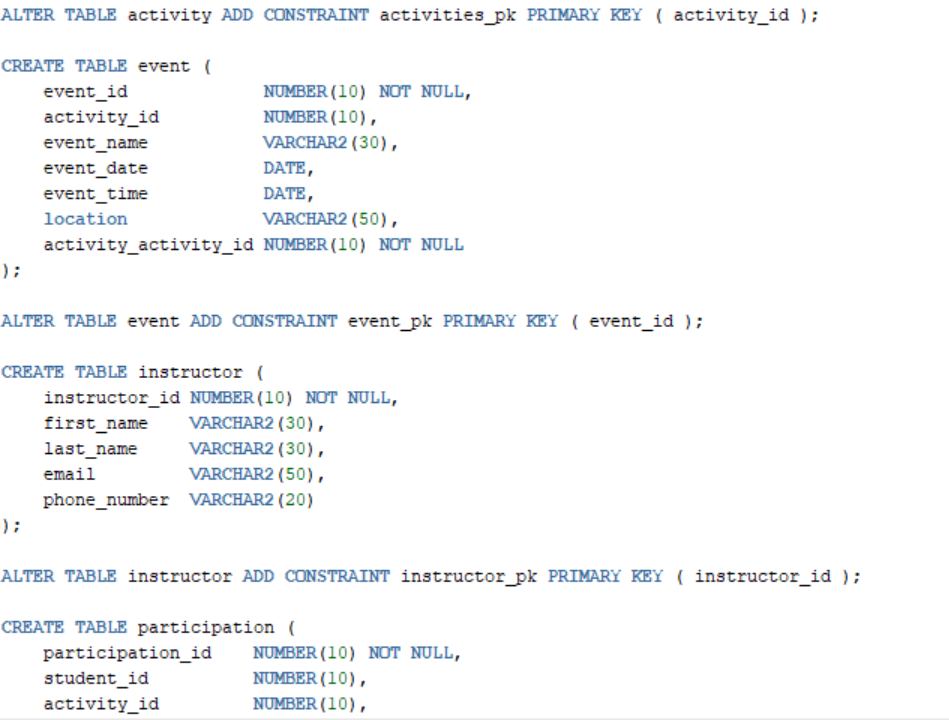 ALTER TABLE activity ADD CONSTRAINT activities_pk PRIMARY KEY ( activity_id );
CREATE TABLE event (
event_id NUMBER(10) NOT NULL,
activity_id NUMBER(10),
event_name VARCHAR2(30),
event_date DATE,
event_time DATE,
location VARCHAR2(50),
activity_activity_id NUMBER(10) NOT NULL
);
ALTER TABLE event ADD CONSTRAINT event_pk PRIMARY KEY ( event_id );
CREATE TABLE instructor (
instructor_id NUMBER(10) NOT NULL,
first_name VARCHAR2(30),
last_name VARCHAR2(30),
email VARCHAR2(50),
phone_number VARCHAR2(20)
);
ALTER TABLE instructor ADD CONSTRAINT instructor_pk PRIMARY KEY ( instructor_id );
CREATE TABLE participation (
participation_id NUMBER(10) NOT NULL,
student_id NUMBER(10),
activity_id NUMBER(10),